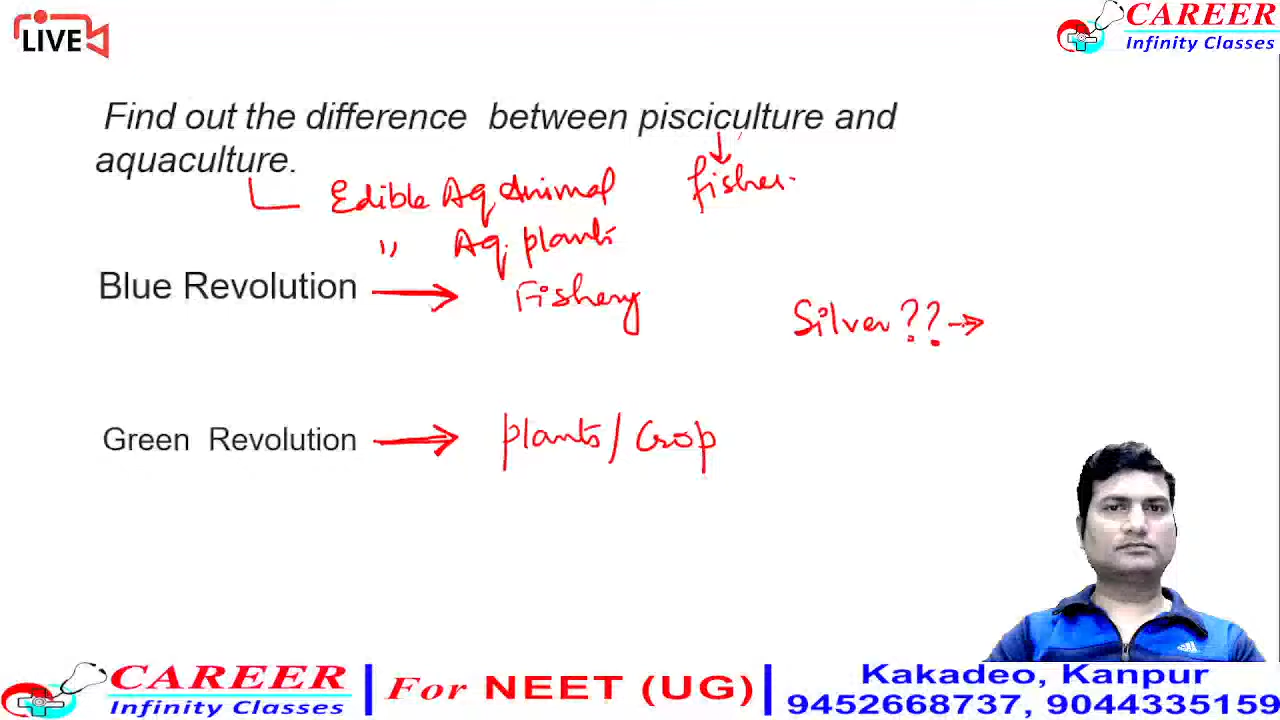 LIVE
CAREER
Infinity Classes
Find out the difference between pisciculture and
aquaculture.
fisher.
Edible Aq Animal
,, Aq. plants
Blue Revolution → Fishery
Silver ?? →
Green Revolution → plants/Crop
CAREER
Infinity Classes
For NEET (UG)
Kakadeo, Kanpur
9452668737, 9044335159